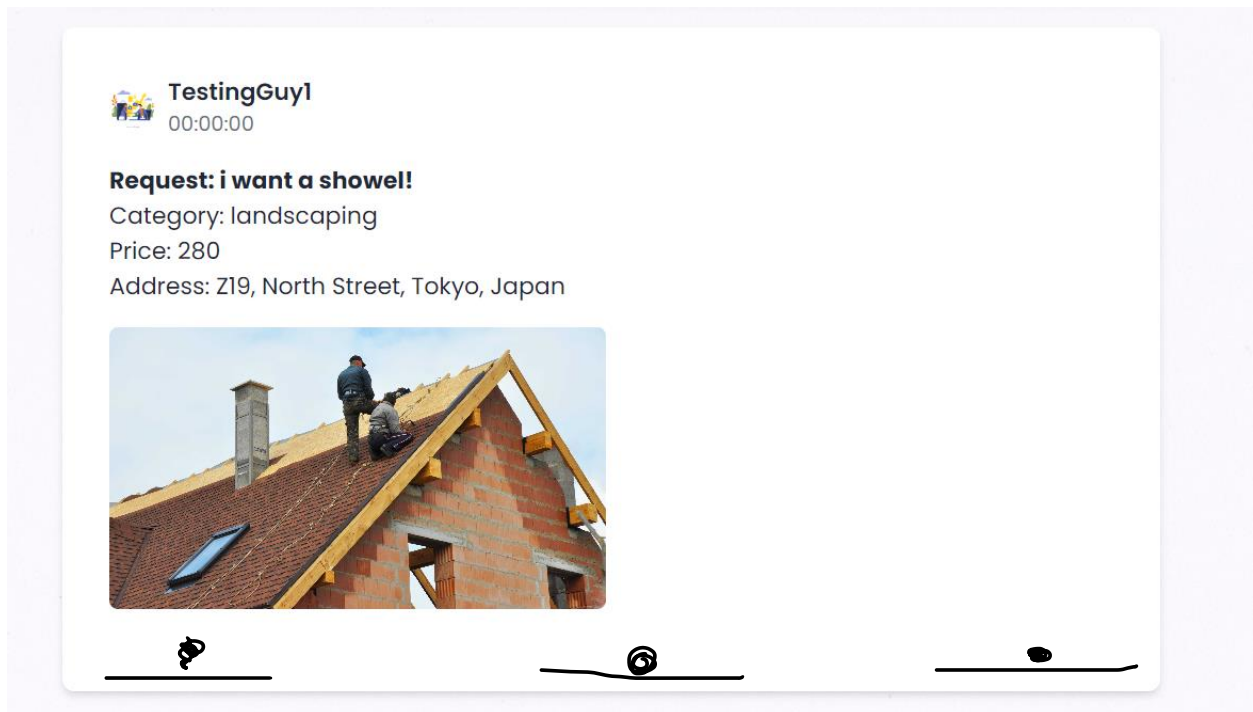 TestingGuy1
00:00:00
Request: i want a showel!
Category: landscaping
Price: 280
Address: Z19, North Street, Tokyo, Japan